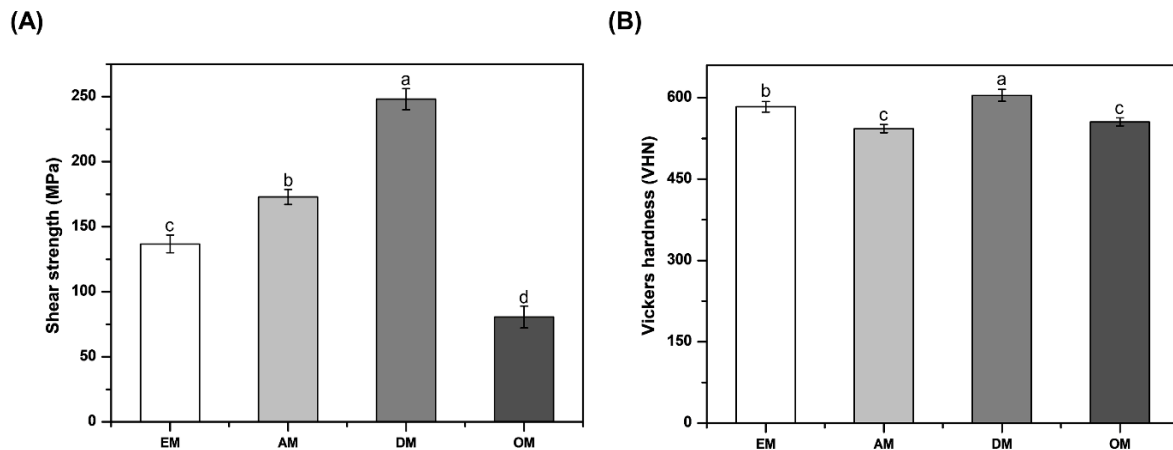 (A)
Shear strength (MPa)
250
200
150
100
50
0
c
b
a
d
EM AM DM OM
(B)
Vickers hardness (VHN)
600
450
300
150
0
b
c
a
c
EM AM DM OM